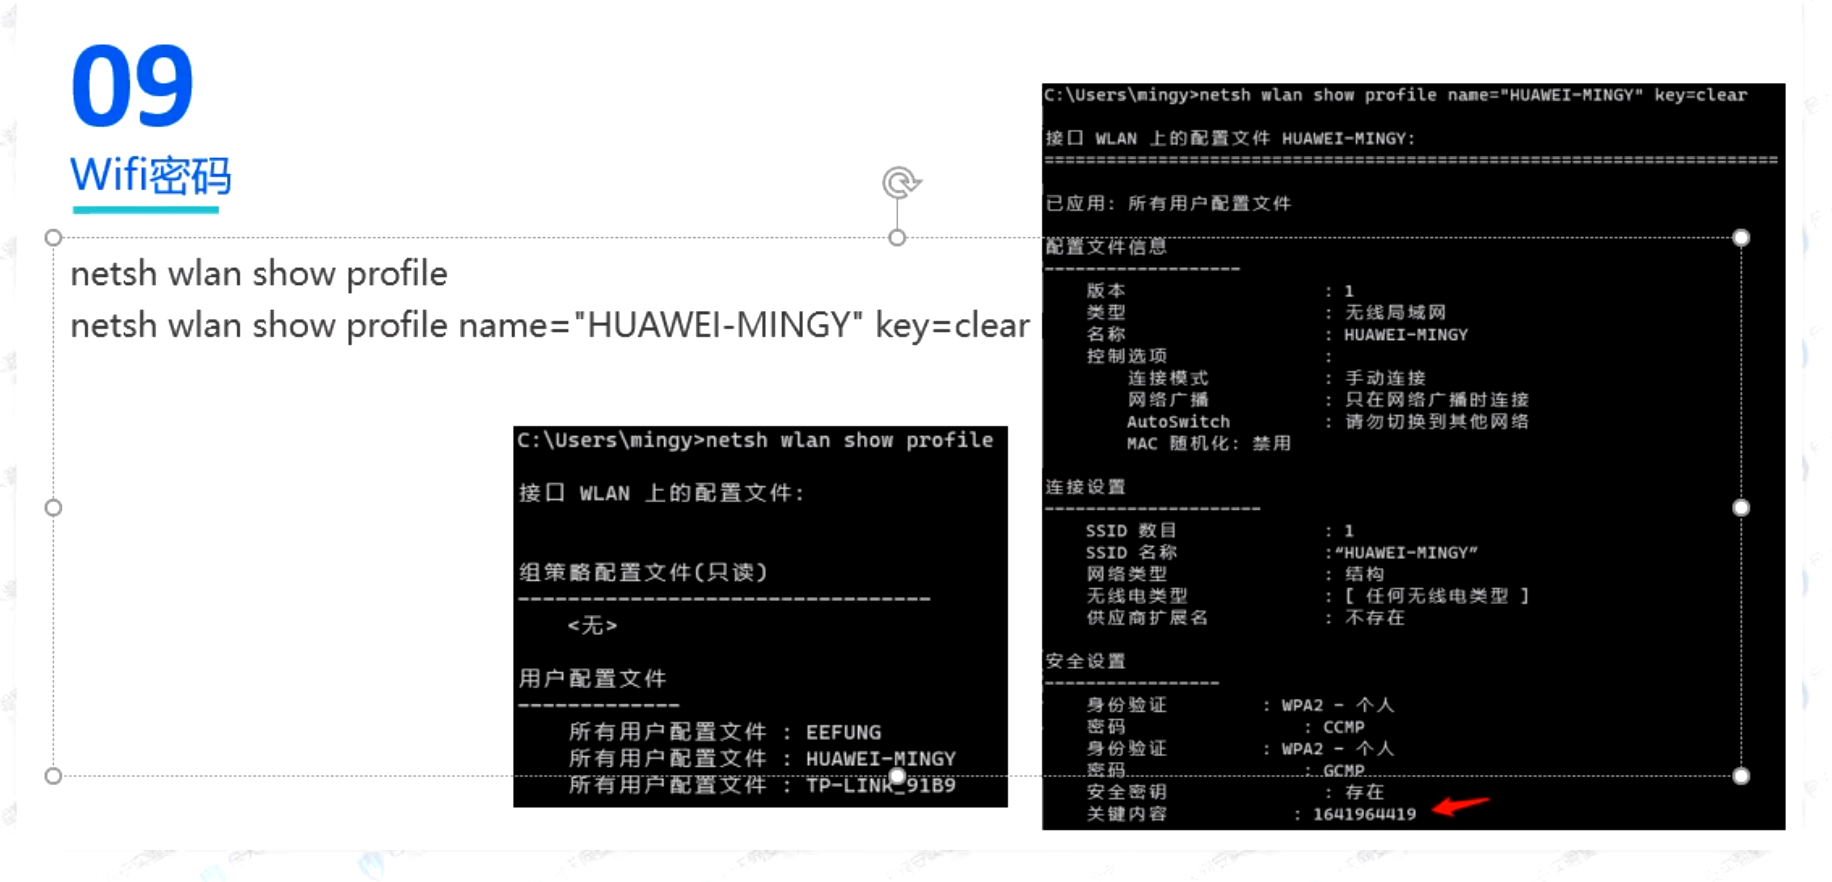 09
Wifi密码
netsh wlan show profile
netsh wlan show profile name="HUAWEI-MINGY" key=clear
C:\Users\mingy>netsh wlan show profile
接口 WLAN 上的配置文件:
组策略配置文件(只读)
---------------------------------
<无>
用户配置文件
-------------
所有用户配置文件 : EEFUNG
所有用户配置文件 : HUAWEI-MINGY
所有用户配置文件 : TP-LINK_91B9
C:\Users\mingy>netsh wlan show profile name="HUAWEI-MINGY" key=clear
接口 WLAN 上的配置文件 HUAWEI-MINGY:
=======================================================================
已应用: 所有用户配置文件
配置文件信息
-------------------
版本 : 1
类型 : 无线局域网
名称 : HUAWEI-MINGY
控制选项 :
连接模式 : 手动连接
网络广播 : 只在网络广播时连接
AutoSwitch : 请勿切换到其他网络
MAC 随机化: 禁用
连接设置
---------------------
SSID 数目 : 1
SSID 名称 :“HUAWEI-MINGY”
网络类型 : 结构
无线电类型 : [ 任何无线电类型 ]
供应商扩展名 : 不存在
安全设置
-----------------
身份验证 : WPA2 - 个人
密码 : CCMP
身份验证 : WPA2 - 个人
密码 : GCMP
安全密钥 : 存在
关键内容 : 1641964419